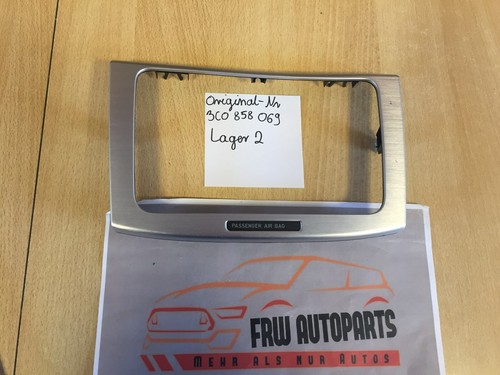 Original-Nr
3C0 858 069
Lager 2
PASSENGER AIR BAG
FRW AUTOPARTS
MEHR ALS NUR AUTOS